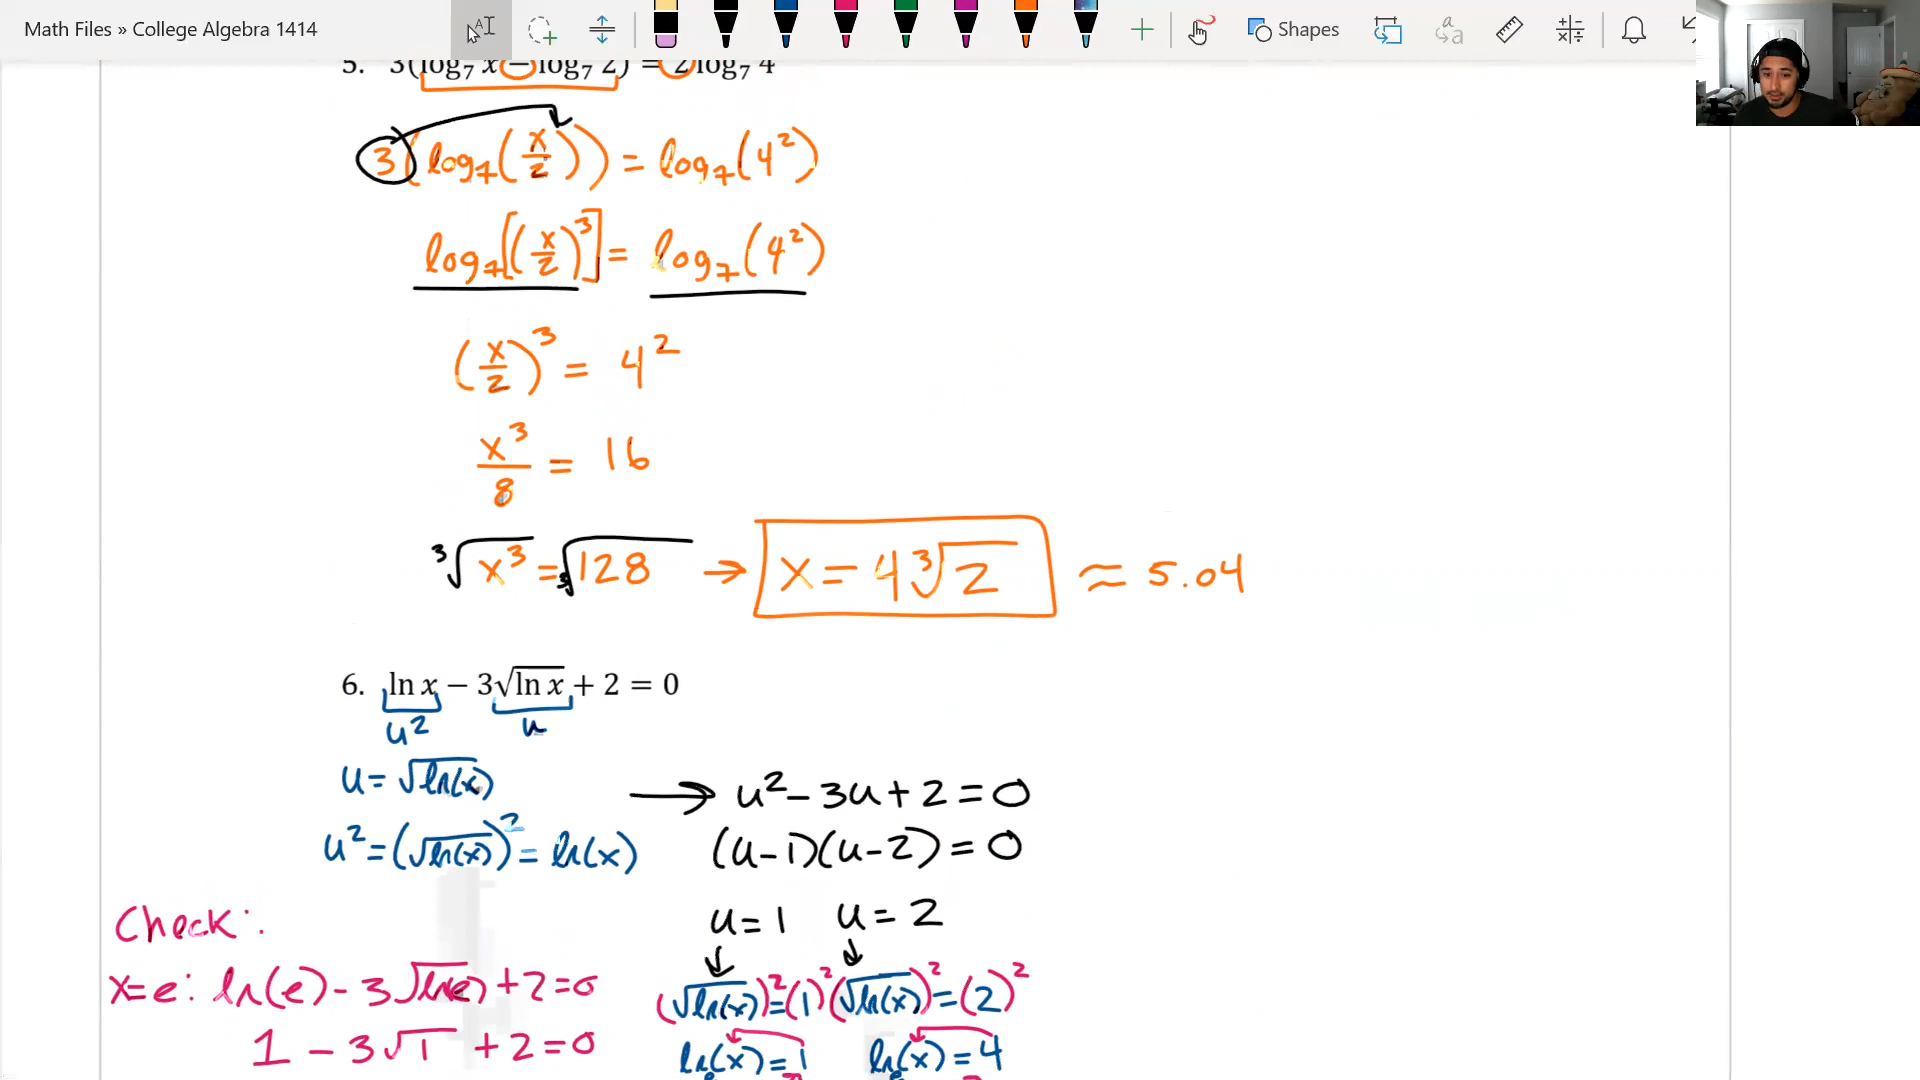 Math Files » College Algebra 1414
Shapes
5. 3(log₇ x − log₇ 2) = 2 log₇ 4
3(log₇(x/2)) = log₇(4²)
log₇[(x/2)³] = log₇(4²)
(x/2)³ = 4²
x³/8 = 16
³√x³ = ³√128 → x = 4³√2 ≈ 5.04
6. ln x − 3√ln x + 2 = 0
u² u
u = √ln(x)
→ u² − 3u + 2 = 0
u² = (√ln(x))² = ln(x)
(u−1)(u−2) = 0
Check:
u = 1 u = 2
x=e: ln(e) − 3√ln(e) + 2 = 0
(√ln(x))² = (1)² (√ln(x))² = (2)²
1 − 3√1 + 2 = 0
ln(x) = 1 ln(x) = 4